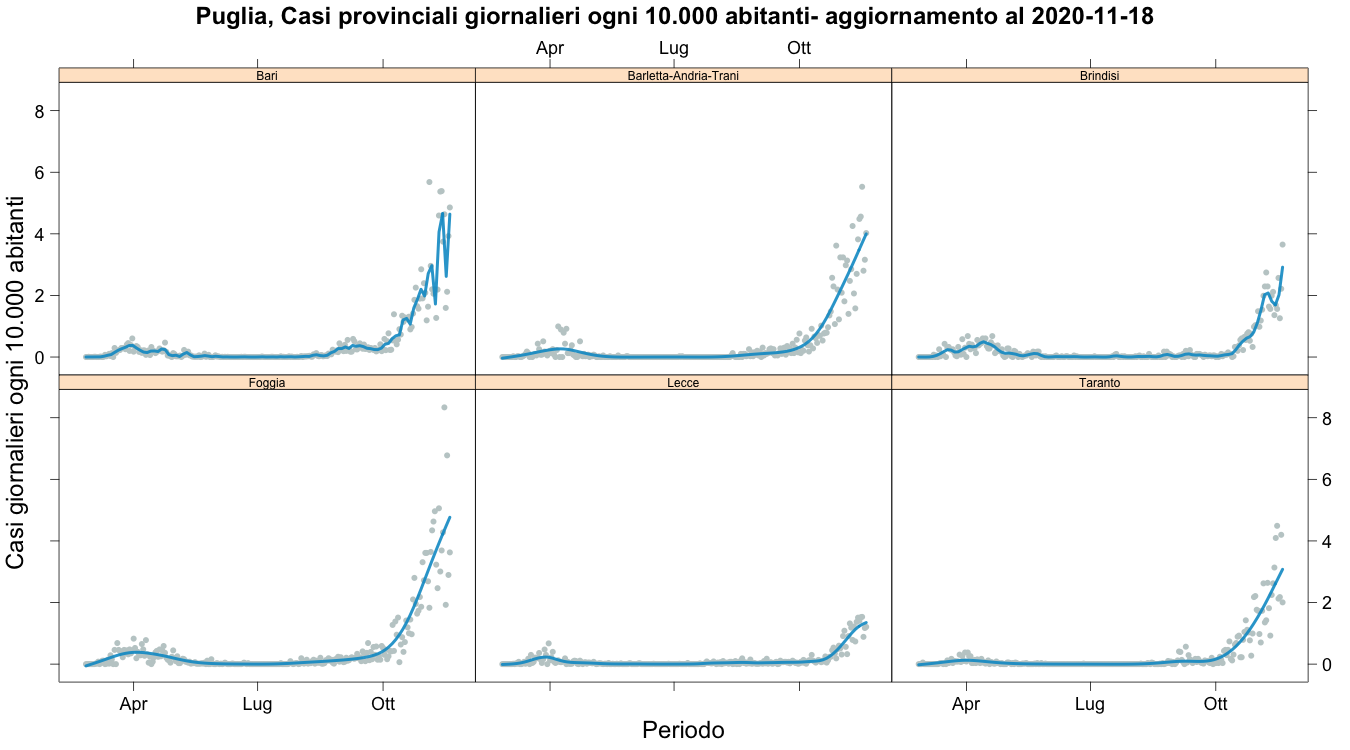 Puglia, Casi provinciali giornalieri ogni 10.000 abitanti- aggiornamento al 2020-11-18
Apr Lug Ott
Bari Barletta-Andria-Trani Brindisi
8
6
4
2
0
Casi giornalieri ogni 10.000 abitanti
Foggia Lecce Taranto
8
6
4
2
0
Apr Lug Ott Apr Lug Ott
Periodo